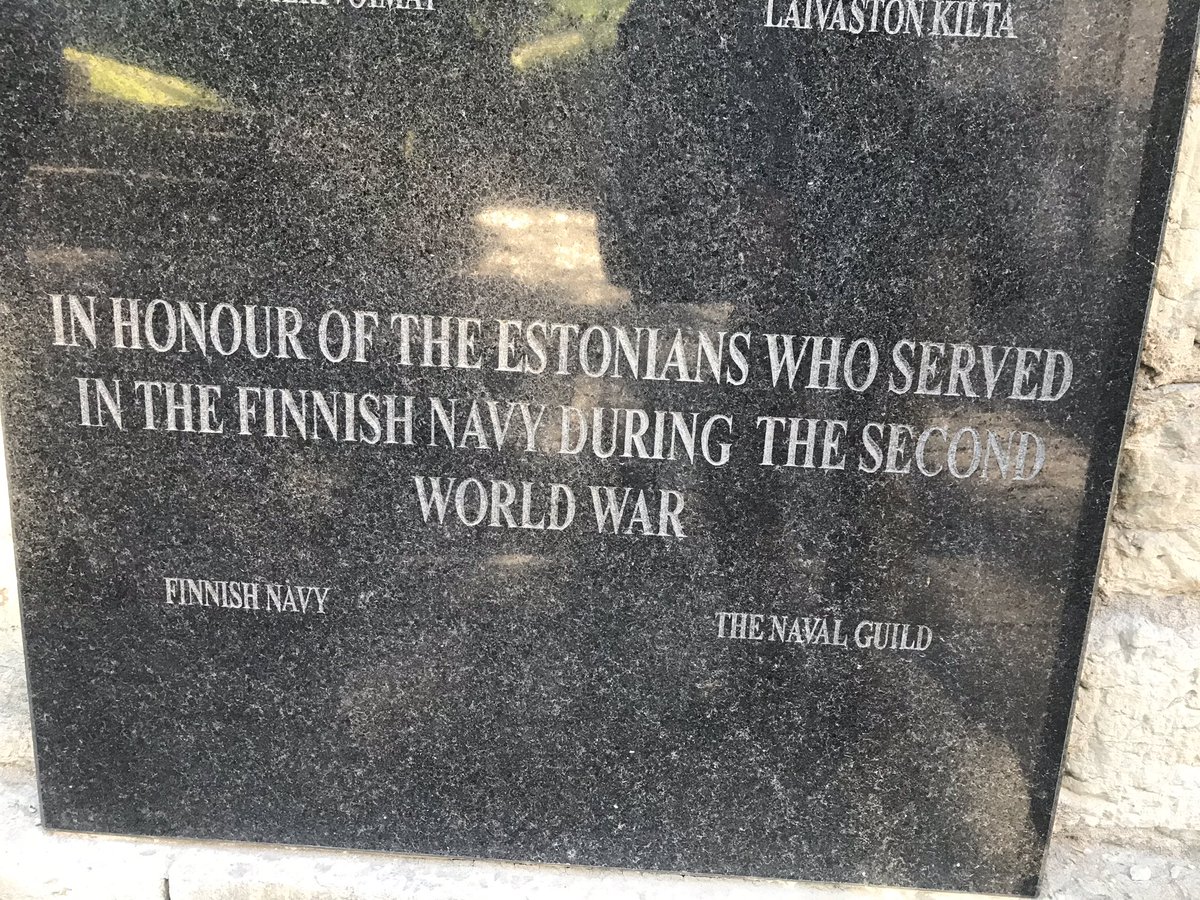 LAIVASTON KILTA
IN HONOUR OF THE ESTONIANS WHO SERVED
IN THE FINNISH NAVY DURING THE SECOND
WORLD WAR
FINNISH NAVY
THE NAVAL GUILD